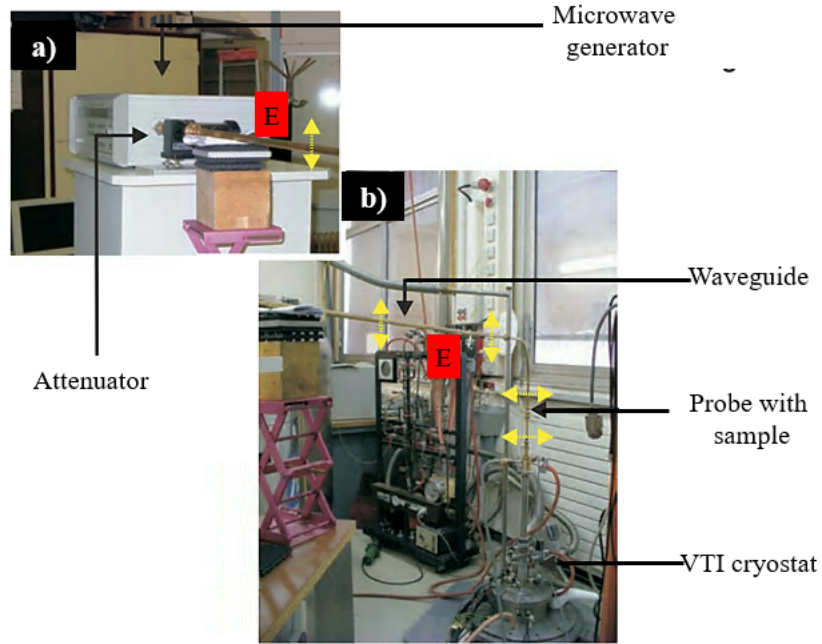 Microwave
generator
a)
E
b)
Waveguide
E
Attenuator
Probe with
sample
VTI cryostat